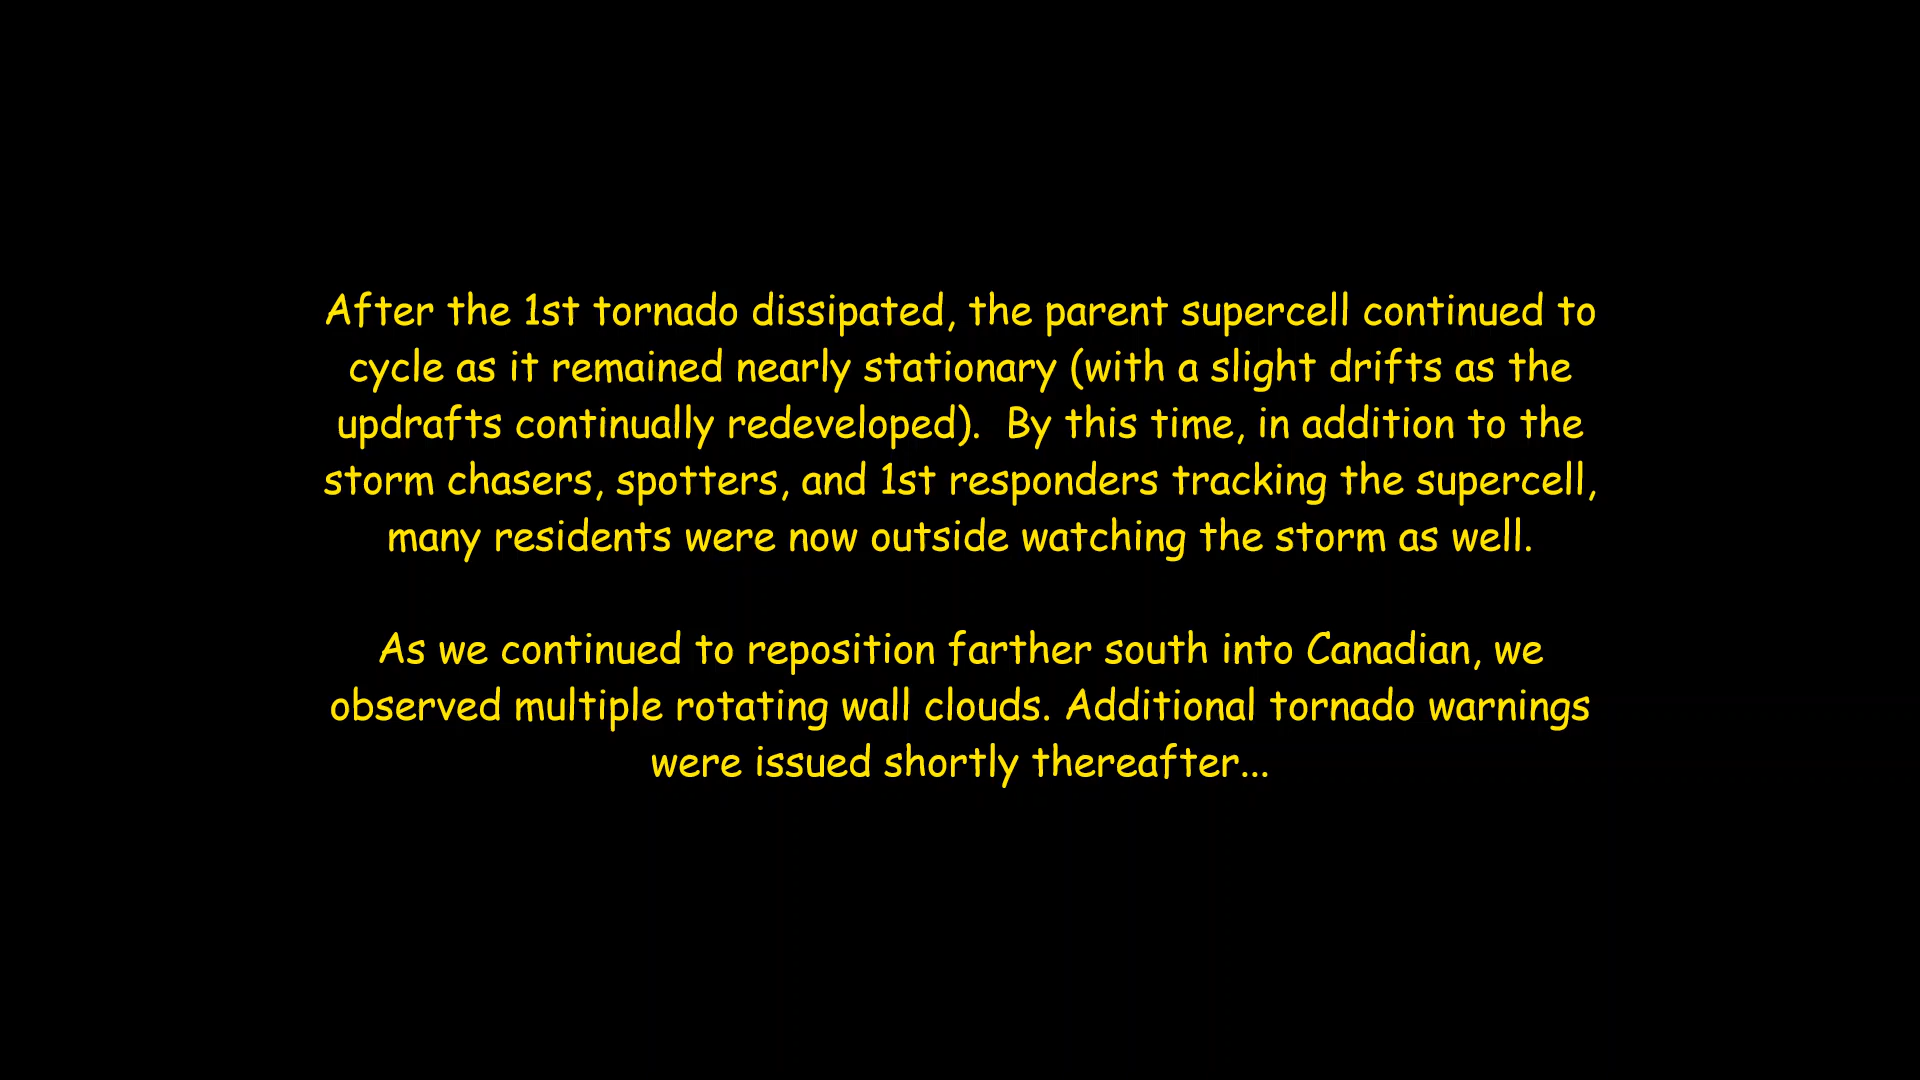 After the 1st tornado dissipated, the parent supercell continued to
cycle as it remained nearly stationary (with a slight drifts as the
updrafts continually redeveloped).  By this time, in addition to the
storm chasers, spotters, and 1st responders tracking the supercell,
many residents were now outside watching the storm as well.
As we continued to reposition farther south into Canadian, we
observed multiple rotating wall clouds. Additional tornado warnings
were issued shortly thereafter...